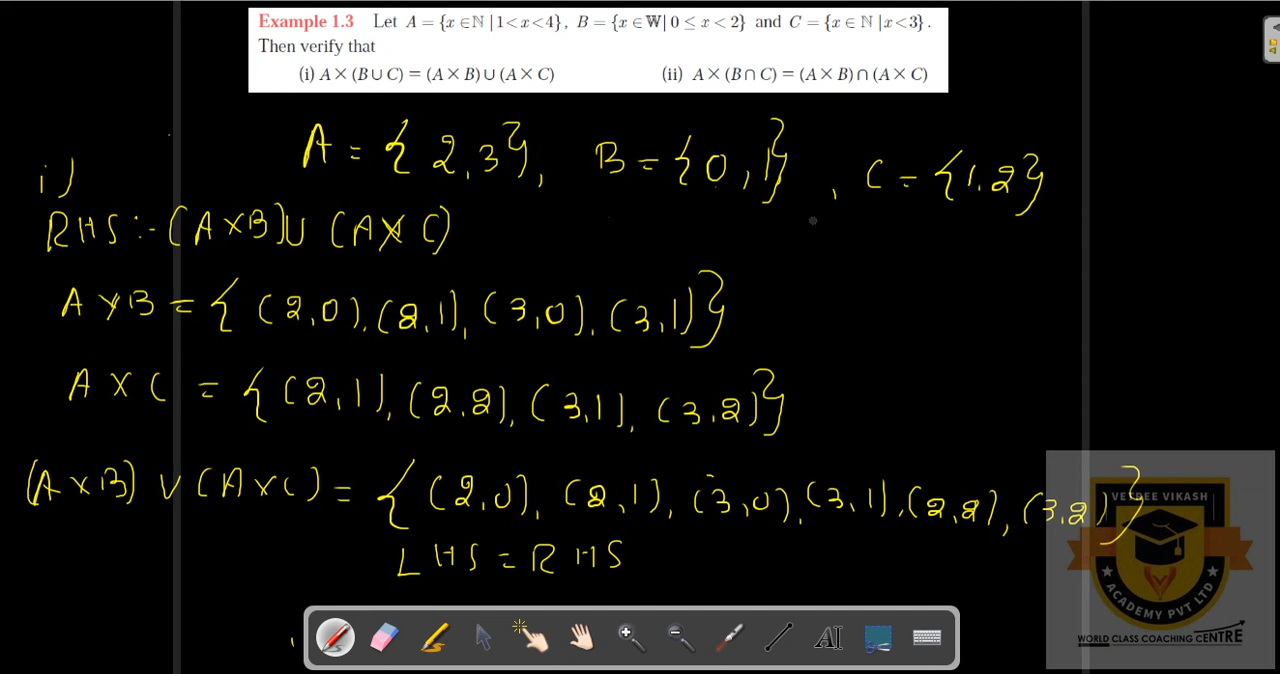 Example 1.3 Let A = {x ∈ℕ | 1<x<4}, B = {x ∈ 𝕎| 0 ≤ x < 2} and C = {x ∈ ℕ |x<3}.
Then verify that
(i) A × (B ∪ C) = (A × B) ∪ (A × C) (ii) A × (B ∩ C) = (A × B) ∩ (A × C)
A = {2,3}, B = {0,1}, C = {1,2}
i)
RHS :- (A×B)∪ (A×C)
A×B = {(2,0),(2,1),(3,0),(3,1)}
A×C = {(2,1),(2,2),(3,1),(3,2)}
(A×B) ∪ (A×C) = {(2,0),(2,1),(3,0),(3,1),(2,2),(3,2)}
LHS = RHS
VETREE VIKASH
ACADEMY PVT LTD
WORLD CLASS COACHING CENTRE
AI